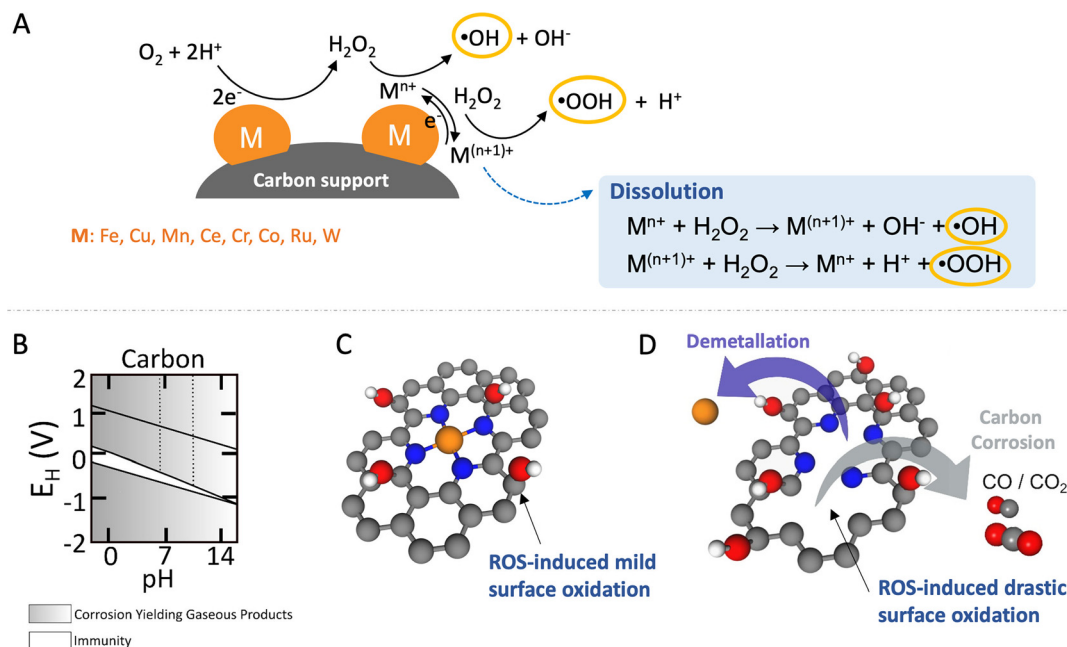 A
O₂ + 2H⁺
2e⁻
H₂O₂
•OH + OH⁻
Mⁿ⁺
H₂O₂
e⁻
•OOH + H⁺
M⁽ⁿ⁺¹⁾⁺
M
M
Carbon support
M: Fe, Cu, Mn, Ce, Cr, Co, Ru, W
Dissolution
Mⁿ⁺ + H₂O₂ → M⁽ⁿ⁺¹⁾⁺ + OH⁻ + •OH
M⁽ⁿ⁺¹⁾⁺ + H₂O₂ → Mⁿ⁺ + H⁺ + •OOH
B
Carbon
2
1
0
-1
-2
E_H (V)
0 7 14
pH
Corrosion Yielding Gaseous Products
Immunity
C
ROS-induced mild
surface oxidation
D
Demetallation
Carbon
Corrosion
CO / CO₂
ROS-induced drastic
surface oxidation